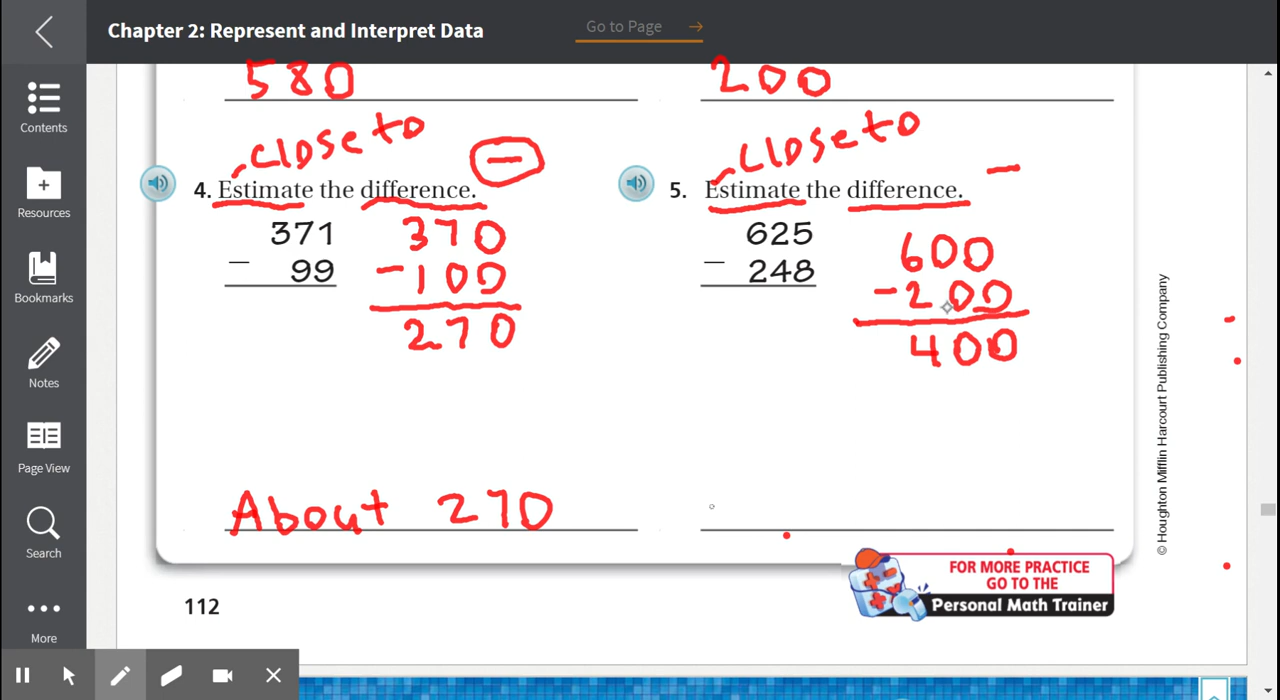 Chapter 2: Represent and Interpret Data
Go to Page →
Contents
Resources
Bookmarks
Notes
Page View
Search
More
580
200
close to
close to
4. Estimate the difference. −
5. Estimate the difference. −
371
− 99
370
−100
270
625
− 248
600
−200
400
About 270
© Houghton Mifflin Harcourt Publishing Company
FOR MORE PRACTICE
GO TO THE
Personal Math Trainer
112